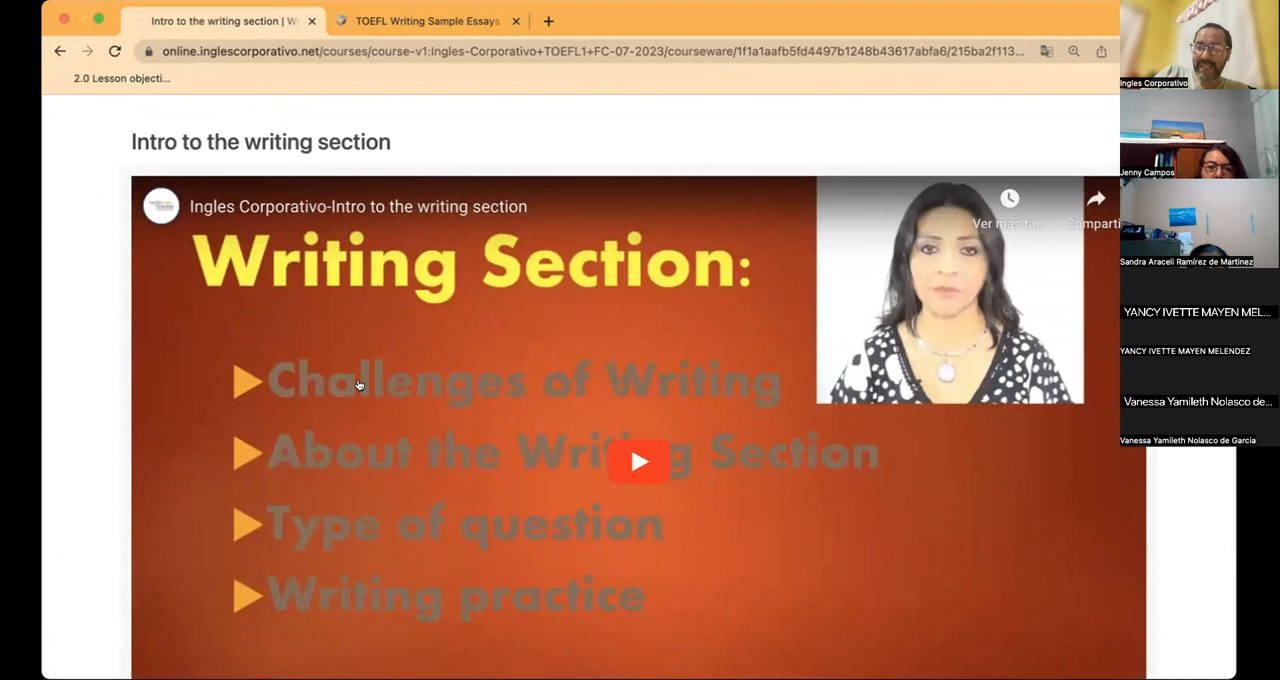 Intro to the writing section | W
TOEFL Writing Sample Essays
online.inglescorporativo.net/courses/course-v1:Ingles-Corporativo+TOEFL1+FC-07-2023/courseware/1f1a1aafb5fd4497b1248b43617abfa6/215ba2f113...
2.0 Lesson objecti...
Intro to the writing section
Ingles Corporativo-Intro to the writing section
Ver más ta...
Comparti
Writing Section:
Challenges of Writing
About the Writing Section
Type of question
Writing practice
Ingles Corporativo
Jenny Campos
Sandra Araceli Ramírez de Martinez
YANCY IVETTE MAYEN MEL...
YANCY IVETTE MAYEN MELENDEZ
Vanessa Yamileth Nolasco de...
Vanessa Yamileth Nolasco de Garcia